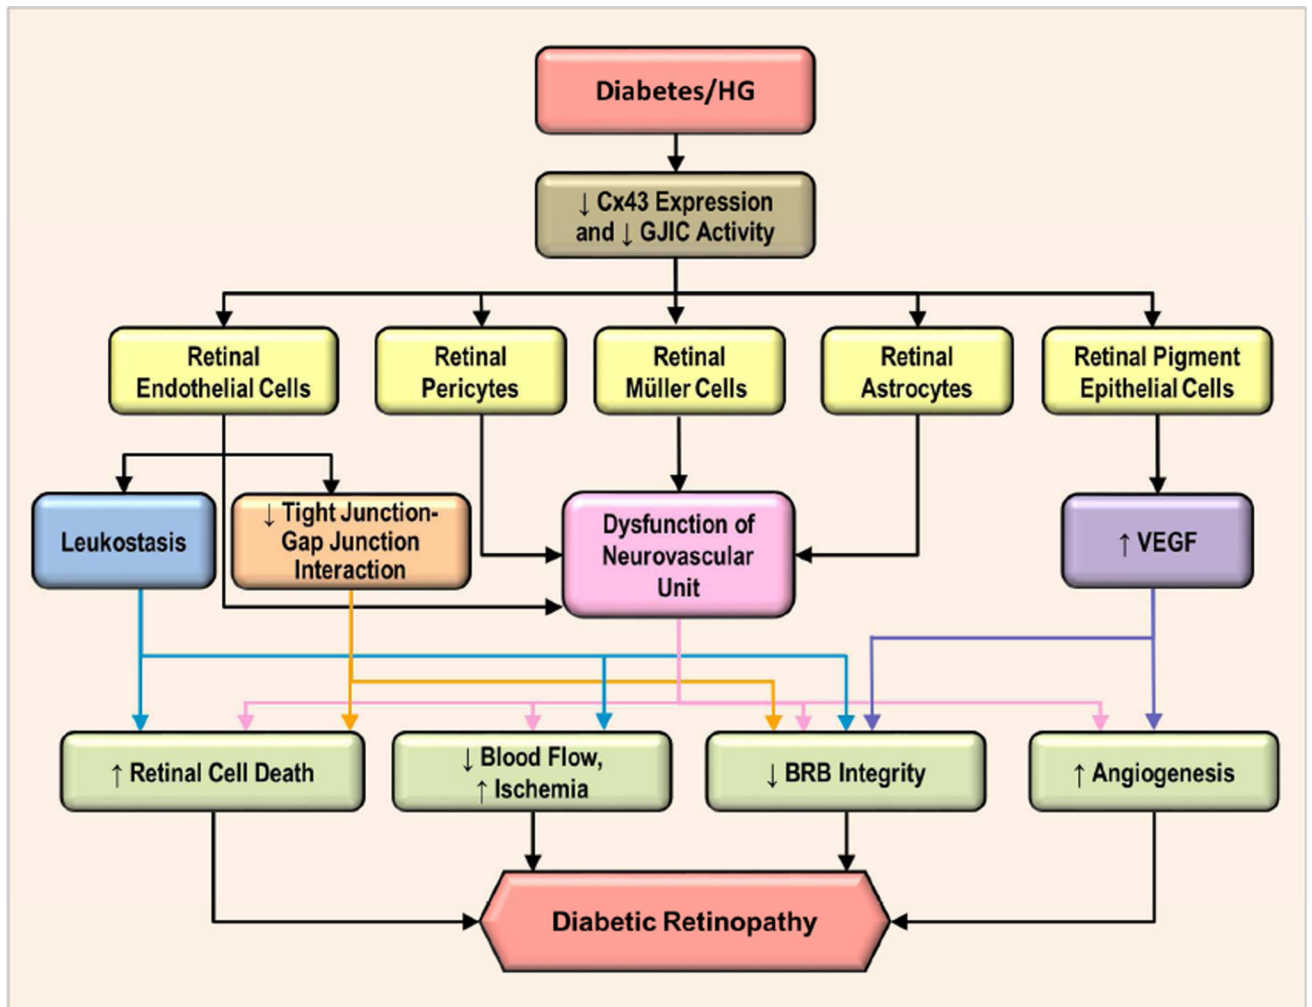 Diabetes/HG
↓ Cx43 Expression
and ↓ GJIC Activity
Retinal
Endothelial Cells
Retinal
Pericytes
Retinal
Müller Cells
Retinal
Astrocytes
Retinal Pigment
Epithelial Cells
Leukostasis
↓ Tight Junction-
Gap Junction
Interaction
Dysfunction of
Neurovascular
Unit
↑ VEGF
↑ Retinal Cell Death
↓ Blood Flow,
↑ Ischemia
↓ BRB Integrity
↑ Angiogenesis
Diabetic Retinopathy